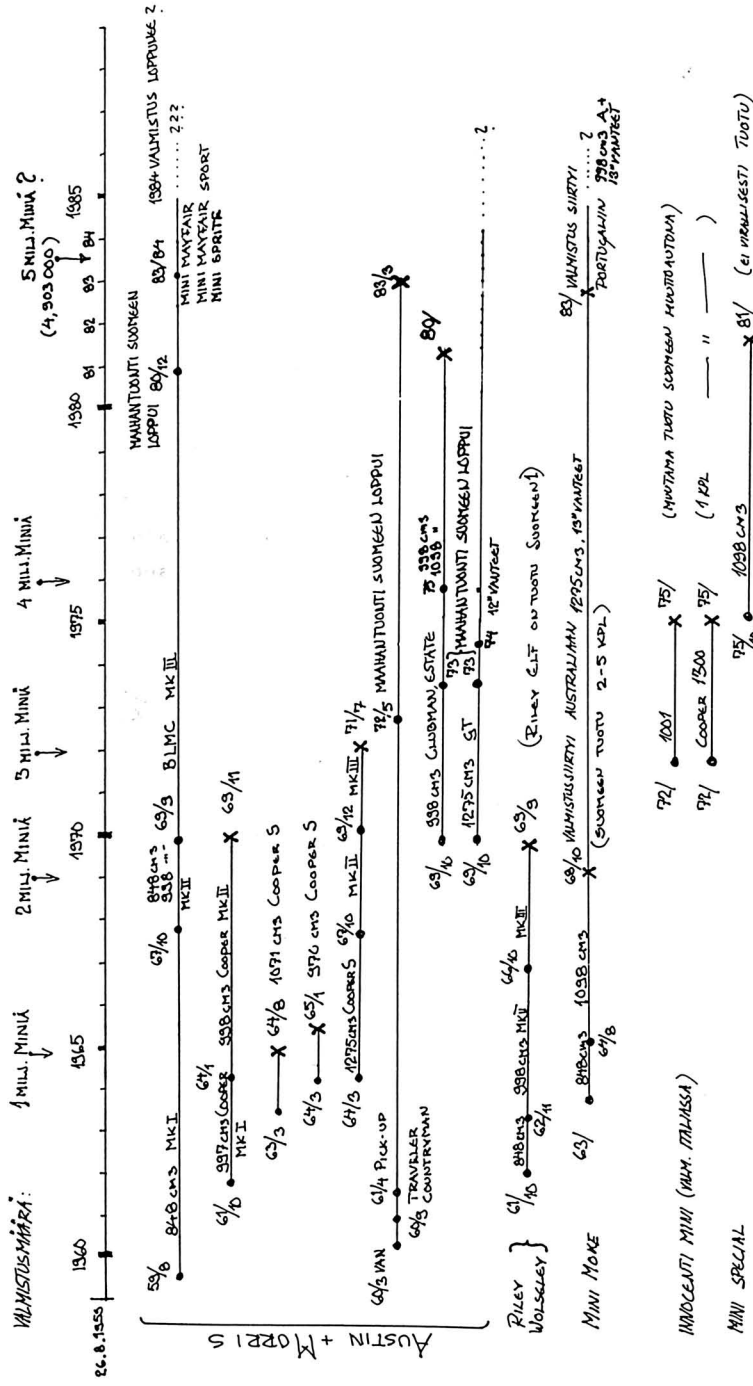 VALMISTUSMÄÄRÄ:
1 MILJ. MINIÄ
2 MILJ. MINIÄ
3 MILJ. MINIÄ
4 MILJ. MINIÄ
5 MILJ. MINIÄ ?
(4,903 000)
26.8.1959
1960
1965
1970
1975
1980
81
82
83
84
1985
AUSTIN + MORRIS
59/8
848 CM3 MK I
67/10
848 CM3
998 -"-
MK II
69/9
BLMC MK III
MAAHANTUONTI SUOMEEN
LOPPUI 80/12
83/84
MINI MAYFAIR
MINI MAYFAIR SPORT
MINI SPRITE
1984 VALMISTUS LOPPUNEE ?
???
61/10
997 CM3 COOPER
MK I
64/1
998 CM3 COOPER MK II
69/11
63/3
64/8 1071 CM3 COOPER S
64/3
65/1 970 CM3 COOPER S
64/3
1275 CM3 COOPER S
67/10
MK II
69/12
MK III
71/7
60/3 VAN
60/9 TRAVELLER
COUNTRYMAN
61/4 PICK-UP
72/5
MAAHANTUONTI SUOMEEN LOPPUI
83/3
69/10
998 CM3 CLUBMAN, ESTATE
73
75 998 CM3
1098 "
80/
69/10
1275 CM3 GT
73
MAAHANTUONTI SUOMEEN LOPPUI
74 12" VANTEET
?
RILEY
WOLSELEY
61/10
848 CM3
62/11
998 CM3 MK II
66/10
MK III
69/9
(RILEY ELF ON TUOTU SUOMEEN!)
MINI MOKE
63/
848 CM3
64/8
1098 CM3
68/10 VALMISTUS SIIRTYI AUSTRALIAAN 1275 CM3, 13" VANTEET
(SUOMEEN TUOTU 2-5 KPL)
83/ VALMISTUS SIIRTYI
PORTUGALIIN 998 CM3 A+
13" VANTEET
?
INNOCENTI MINI (VALM. ITALIASSA)
72/
1001
75/
(MUUTAMA TUOTU SUOMEEN MUUTTOAUTONA)
72/
COOPER 1300
75/
(1 KPL — " —)
MINI SPECIAL
1098 CM3
81/
(EI VIRALLISESTI TUOTU)